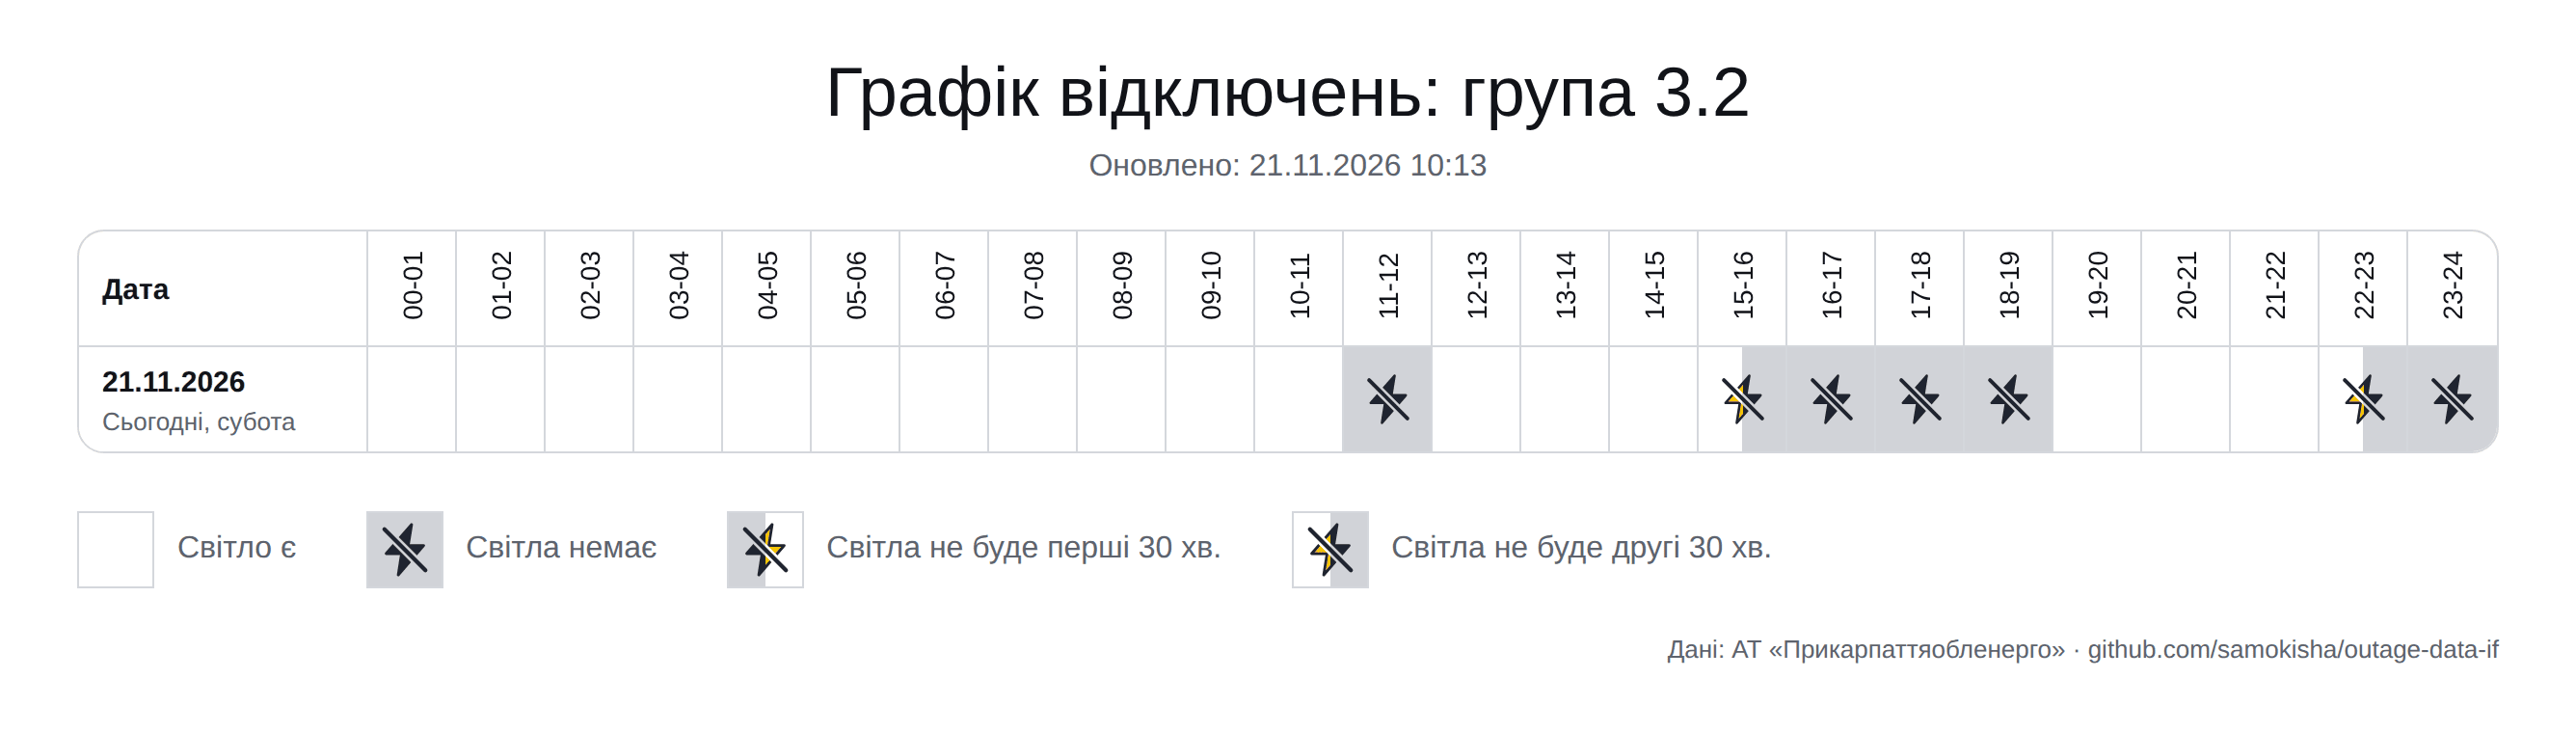 Графік відключень: група 3.2
Оновлено: 21.11.2026 10:13
Дата 00-01 01-02 02-03 03-04 04-05 05-06 06-07 07-08 08-09 09-10 10-11 11-12 12-13 13-14 14-15 15-16 16-17 17-18 18-19 19-20 20-21 21-22 22-23 23-24
21.11.2026
Сьогодні, субота
Світло є Світла немає Світла не буде перші 30 хв. Світла не буде другі 30 хв.
Дані: АТ «Прикарпаттяобленерго» · github.com/samokisha/outage-data-if